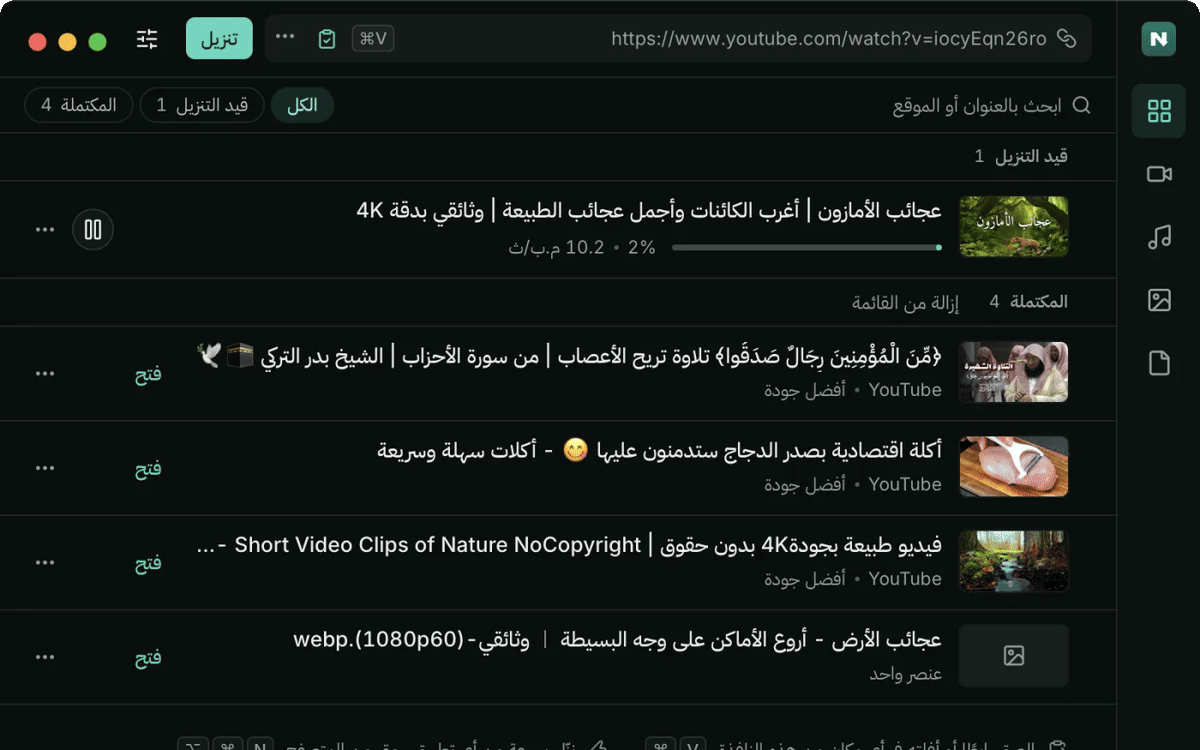 N
https://www.youtube.com/watch?v=iocyEqn26ro
⌘V
...
تنزيل
ابحث بالعنوان أو الموقع
الكل
قيد التنزيل 1
المكتملة 4
قيد التنزيل 1
عجائب الأمازون
عجائب الأمازون | أغرب الكائنات وأجمل عجائب الطبيعة | وثائقي بدقة 4K
2% • 10.2 م.ب/ث
المكتملة 4 إزالة من القائمة
التلاوة الشهيرة
﴿مِّنَ الْمُؤْمِنِينَ رِجَالٌ صَدَقُوا﴾ تلاوة تريح الأعصاب | من سورة الأحزاب | الشيخ بدر التركي 🕋 🕊
YouTube • أفضل جودة
فتح
أكلة اقتصادية بصدر الدجاج ستدمنون عليها 😋 - أكلات سهلة وسريعة
YouTube • أفضل جودة
فتح
فيديو طبيعة بجودة4K بدون حقوق | Short Video Clips of Nature NoCopyright -...
YouTube • أفضل جودة
فتح
عجائب الأرض - أروع الأماكن على وجه البسيطة | وثائقي-(1080p60).webp
عنصر واحد
فتح